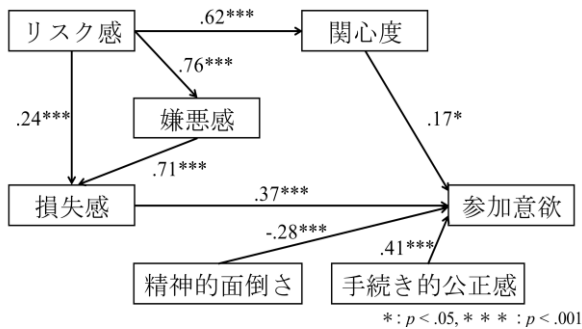 リスク感
.62***
関心度
.76***
.24***
嫌悪感
.17*
.71***
損失感
.37***
参加意欲
-.28***
.41***
精神的面倒さ
手続き的公正感
*: p < .05, * * * : p < .001